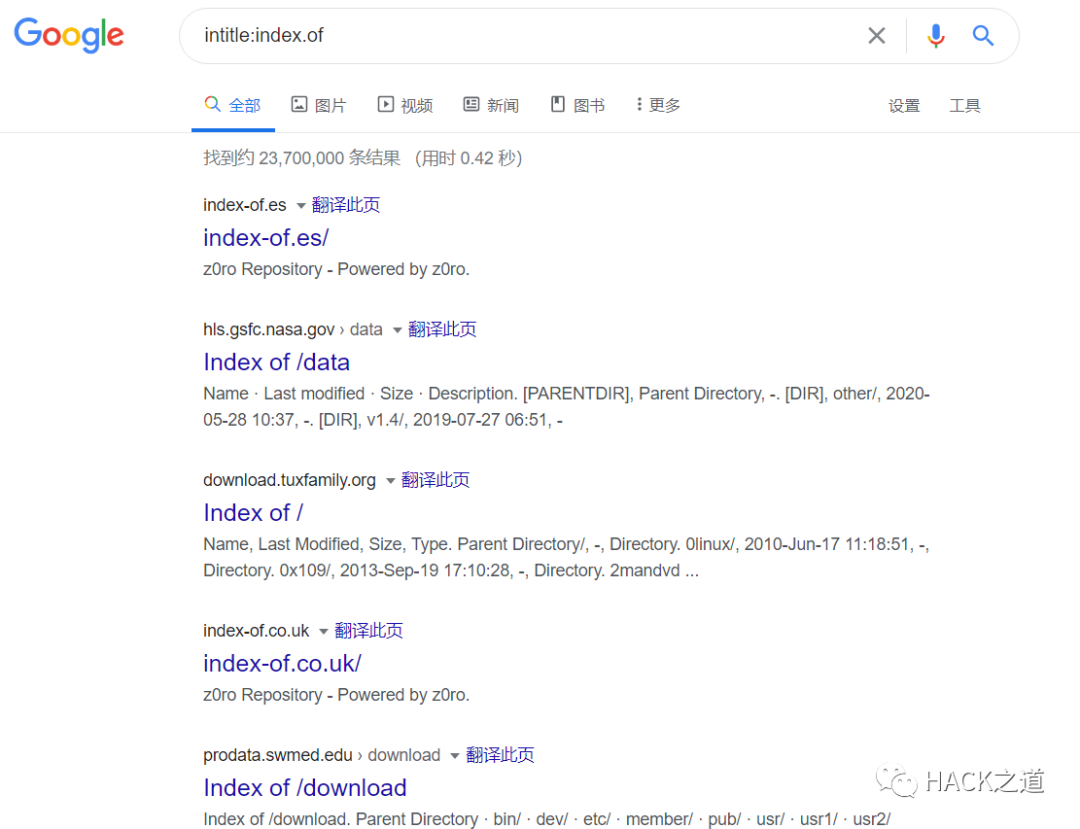 Google
intitle:index.of
全部 图片 视频 新闻 图书 更多 设置 工具
找到约 23,700,000 条结果 （用时 0.42 秒）
index-of.es 翻译此页
index-of.es/
z0ro Repository - Powered by z0ro.
hls.gsfc.nasa.gov › data 翻译此页
Index of /data
Name · Last modified · Size · Description. [PARENTDIR], Parent Directory, -. [DIR], other/, 2020-
05-28 10:37, -. [DIR], v1.4/, 2019-07-27 06:51, -
download.tuxfamily.org 翻译此页
Index of /
Name, Last Modified, Size, Type. Parent Directory/, -, Directory. 0linux/, 2010-Jun-17 11:18:51, -,
Directory. 0x109/, 2013-Sep-19 17:10:28, -, Directory. 2mandvd ...
index-of.co.uk 翻译此页
index-of.co.uk/
z0ro Repository - Powered by z0ro.
prodata.swmed.edu › download 翻译此页
Index of /download
Index of /download. Parent Directory · bin/ · dev/ · etc/ · member/ · pub/ · usr/ · usr1/ · usr2/
HACK之道